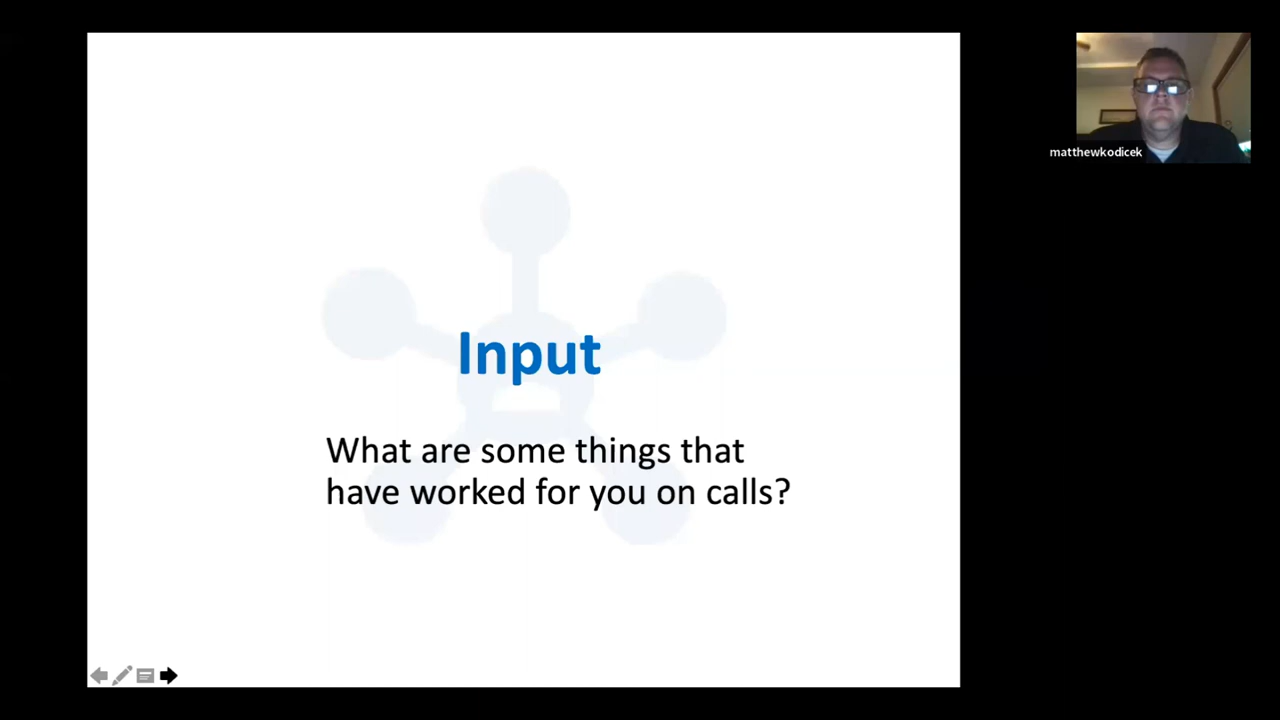 matthewkodicek
Input
What are some things that
have worked for you on calls?